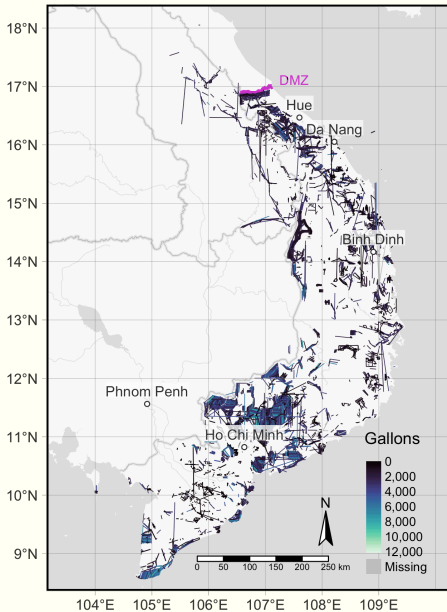 18°N
17°N
DMZ
Hue
16°N
Da Nang
15°N
Binh Dinh
14°N
13°N
12°N
Phnom Penh
11°N
Ho Chi Minh
Gallons
0
2,000
4,000
6,000
8,000
10,000
12,000
Missing
10°N
N
9°N
0 50 100 150 200 250 km
104°E 105°E 106°E 107°E 108°E 109°E 110°E